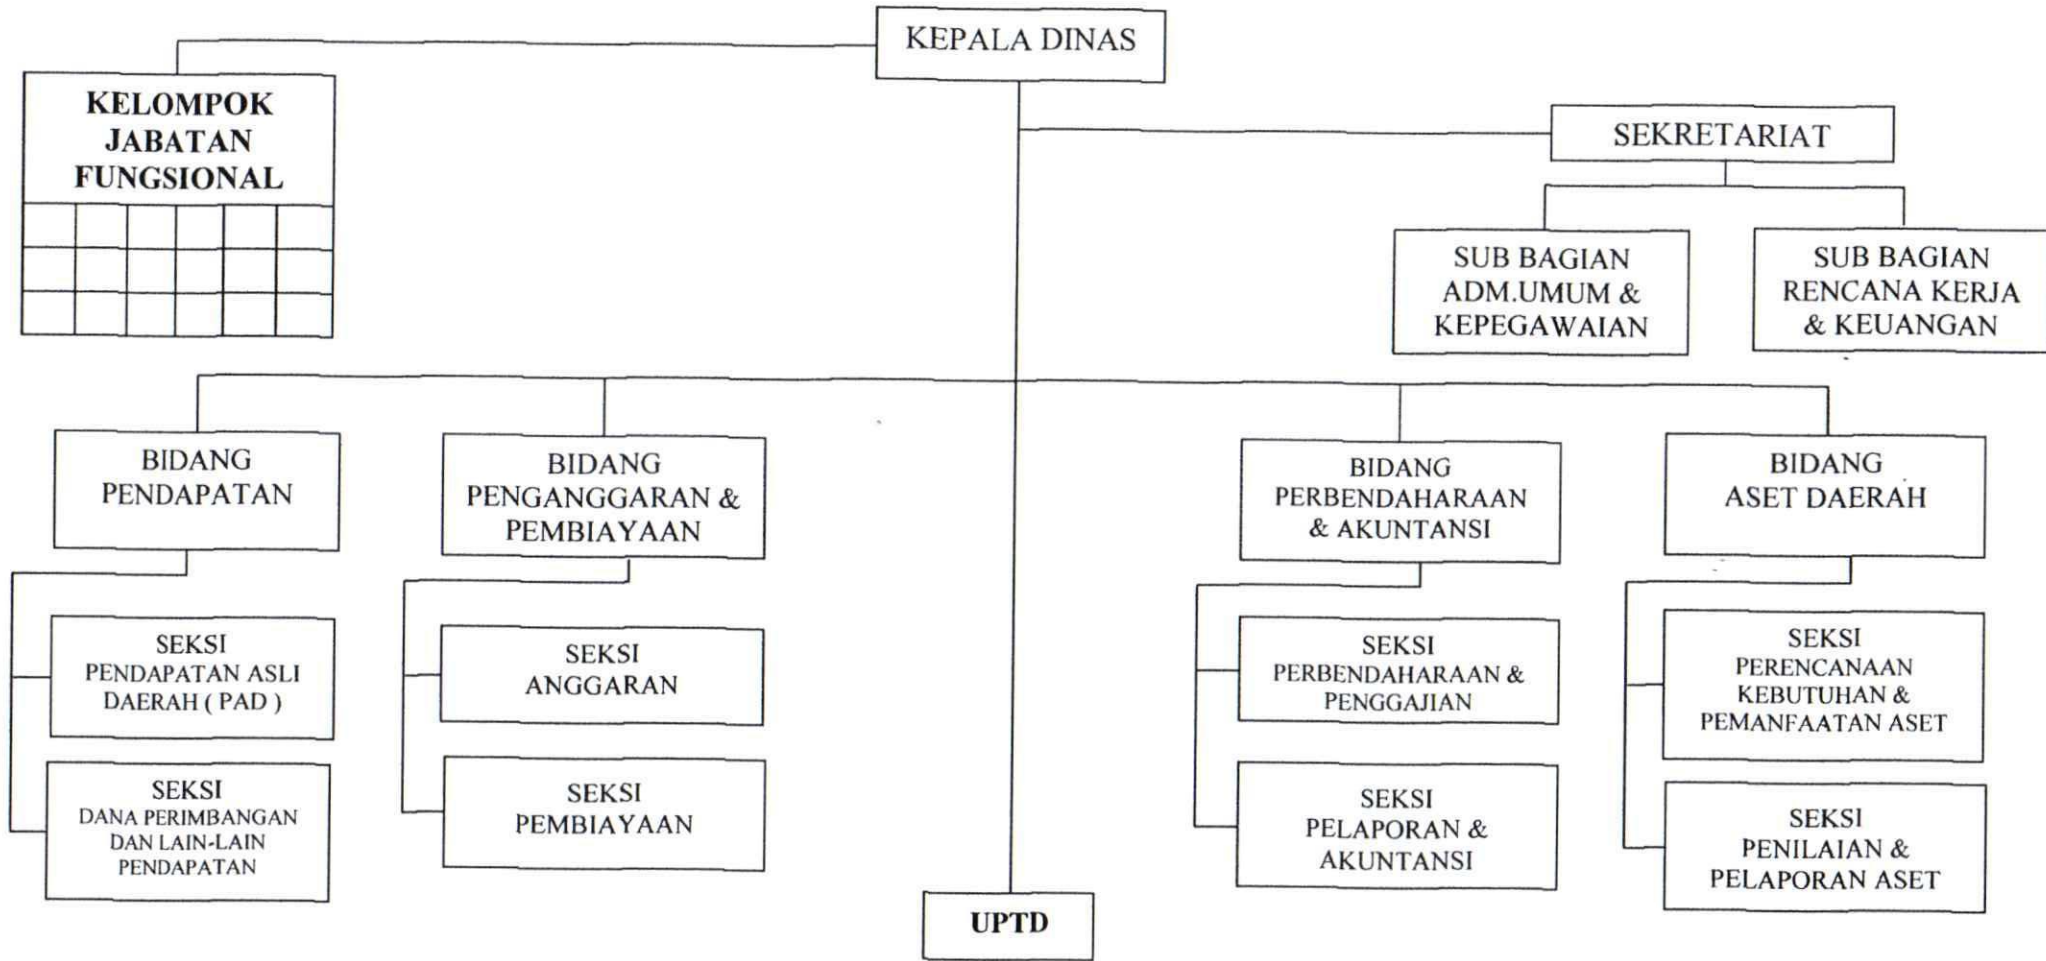 KEPALA DINAS
KELOMPOK
JABATAN
FUNGSIONAL
SEKRETARIAT
SUB BAGIAN
ADM.UMUM &
KEPEGAWAIAN
SUB BAGIAN
RENCANA KERJA
& KEUANGAN
BIDANG
PENDAPATAN
BIDANG
PENGANGGARAN &
PEMBIAYAAN
BIDANG
PERBENDAHARAAN
& AKUNTANSI
BIDANG
ASET DAERAH
SEKSI
PENDAPATAN ASLI
DAERAH ( PAD )
SEKSI
ANGGARAN
SEKSI
PERBENDAHARAAN &
PENGGAJIAN
SEKSI
PERENCANAAN
KEBUTUHAN &
PEMANFAATAN ASET
SEKSI
DANA PERIMBANGAN
DAN LAIN-LAIN
PENDAPATAN
SEKSI
PEMBIAYAAN
SEKSI
PELAPORAN &
AKUNTANSI
SEKSI
PENILAIAN &
PELAPORAN ASET
UPTD